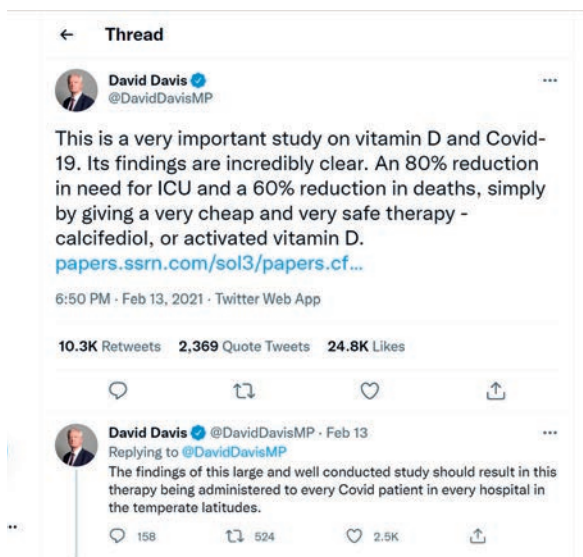 ← Thread
David Davis
@DavidDavisMP
...
This is a very important study on vitamin D and Covid-
19. Its findings are incredibly clear. An 80% reduction
in need for ICU and a 60% reduction in deaths, simply
by giving a very cheap and very safe therapy -
calcifediol, or activated vitamin D.
papers.ssrn.com/sol3/papers.cf...
6:50 PM · Feb 13, 2021 · Twitter Web App
10.3K Retweets 2,369 Quote Tweets 24.8K Likes
David Davis @DavidDavisMP · Feb 13
...
Replying to @DavidDavisMP
The findings of this large and well conducted study should result in this
therapy being administered to every Covid patient in every hospital in
the temperate latitudes.
158 524 2.5K